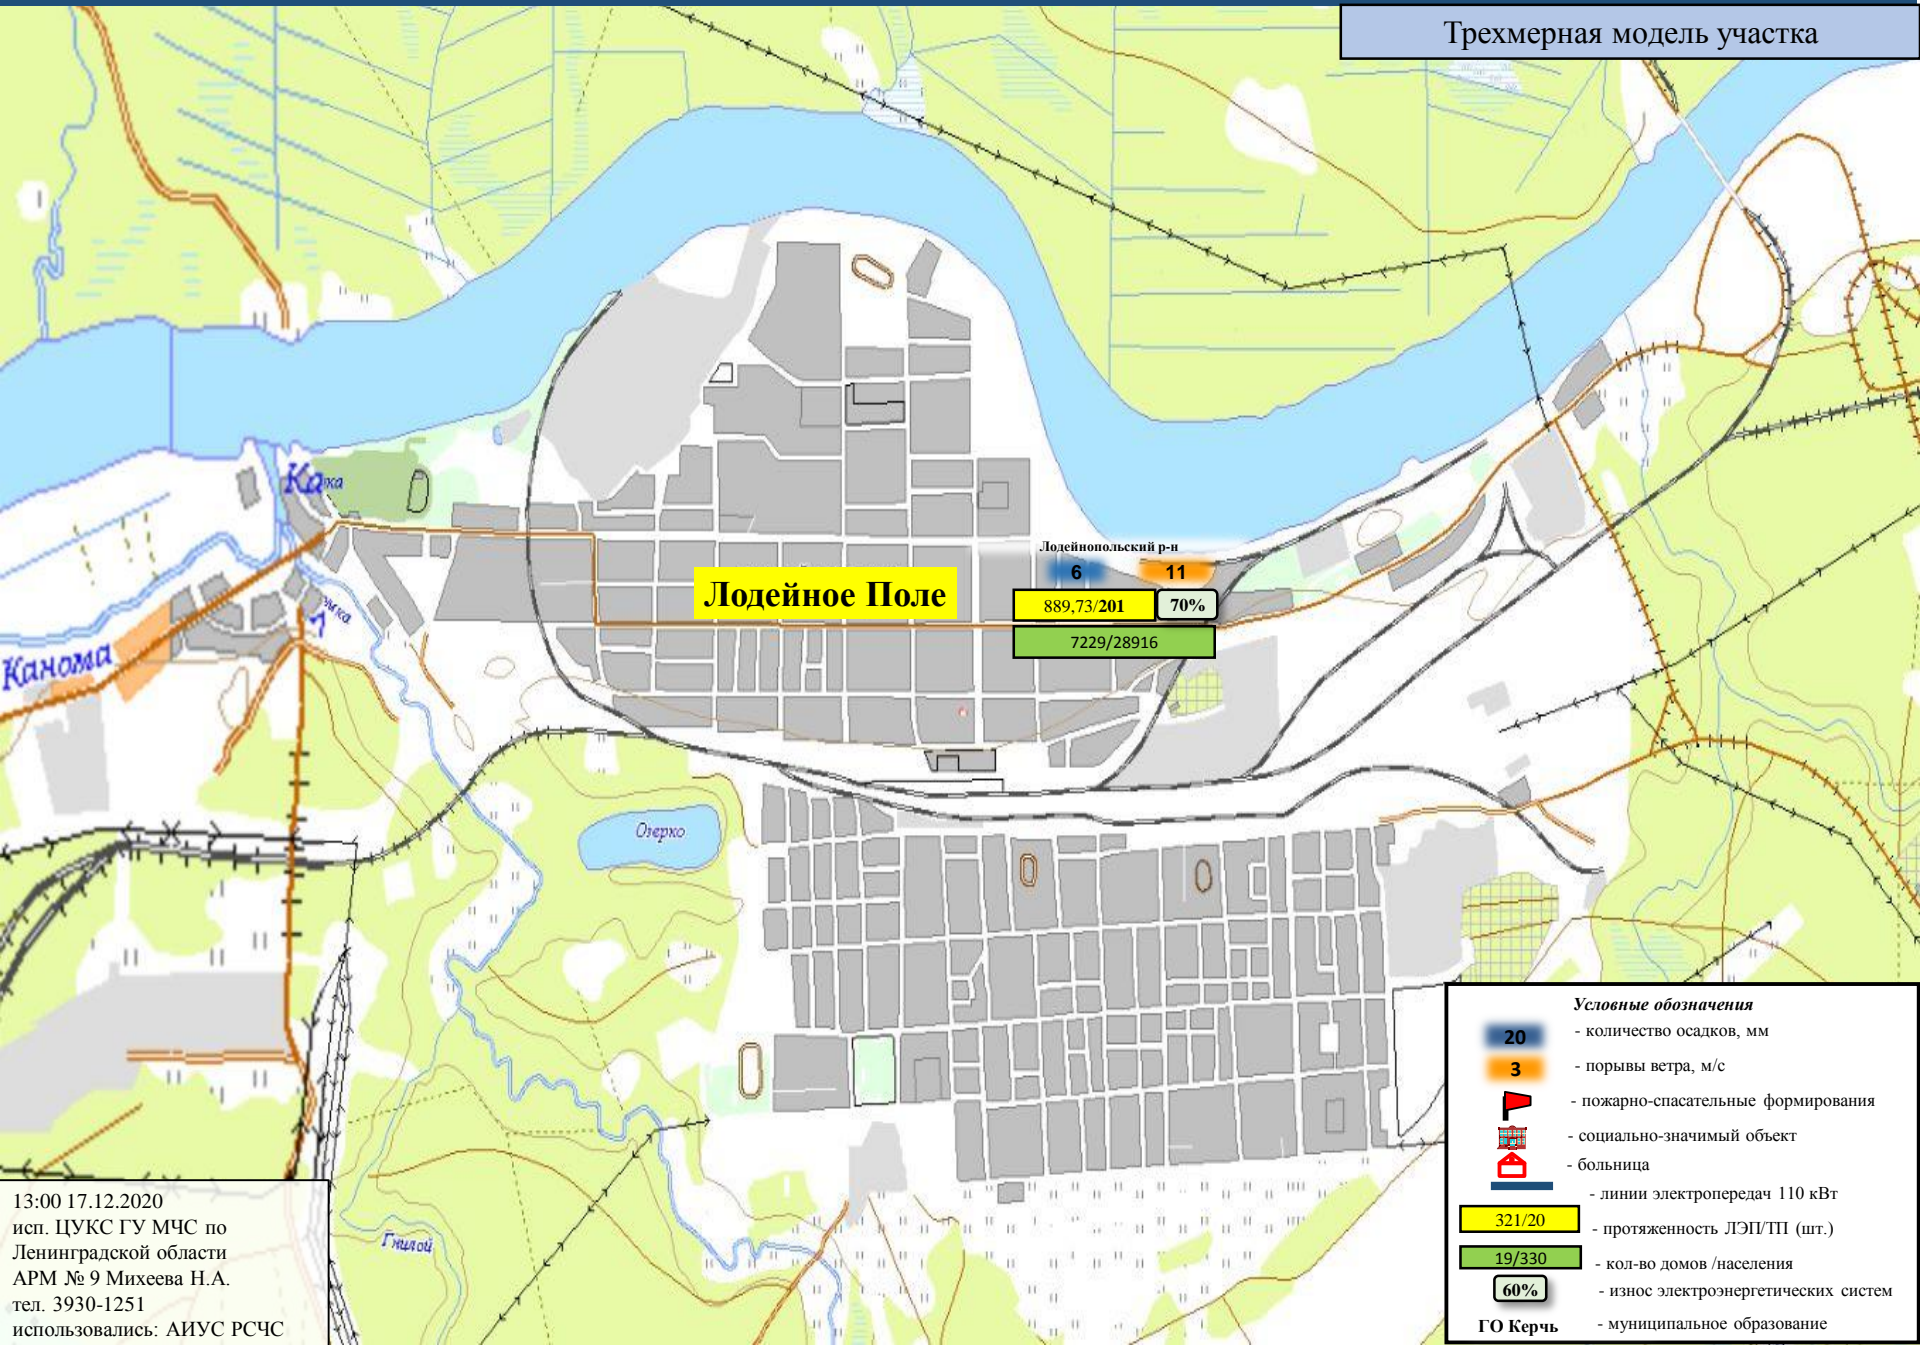 Трехмерная модель участка
Ка
ка
Лодейнопольский р-н
6
11
Лодейное Поле
889,73/201
70%
7229/28916
Канома
Озерко
Гнилой
Условные обозначения
20 - количество осадков, мм
3 - порывы ветра, м/с
- пожарно-спасательные формирования
- социально-значимый объект
- больница
- линии электропередач 110 кВт
321/20 - протяженность ЛЭП/ТП (шт.)
19/330 - кол-во домов /населения
60% - износ электроэнергетических систем
ГО Керчь - муниципальное образование
13:00 17.12.2020
исп. ЦУКС ГУ МЧС по
Ленинградской области
АРМ № 9 Михеева Н.А.
тел. 3930-1251
использовались: АИУС РСЧС